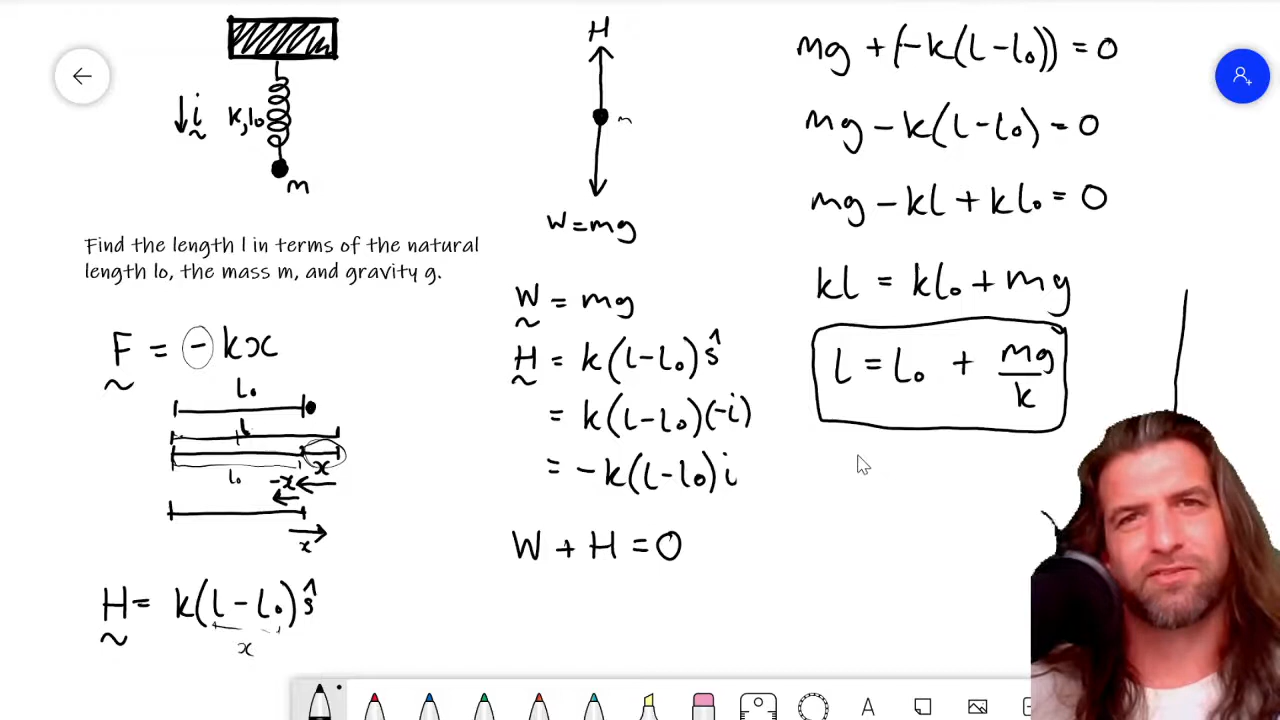 i
k, l₀
m
Find the length l in terms of the natural
length lo, the mass m, and gravity g.
F = - kx
l₀
l
x
l₀
-x
x
H = k(l - l₀)ŝ
x
H
m
W = mg
W = mg
H = k(l - l₀)ŝ
= k(l - l₀)(-i)
= - k(l - l₀)i
W + H = 0
mg + (-k(l - l₀)) = 0
mg - k(l - l₀) = 0
mg - kl + kl₀ = 0
kl = kl₀ + mg
l = l₀ + mg/k
A